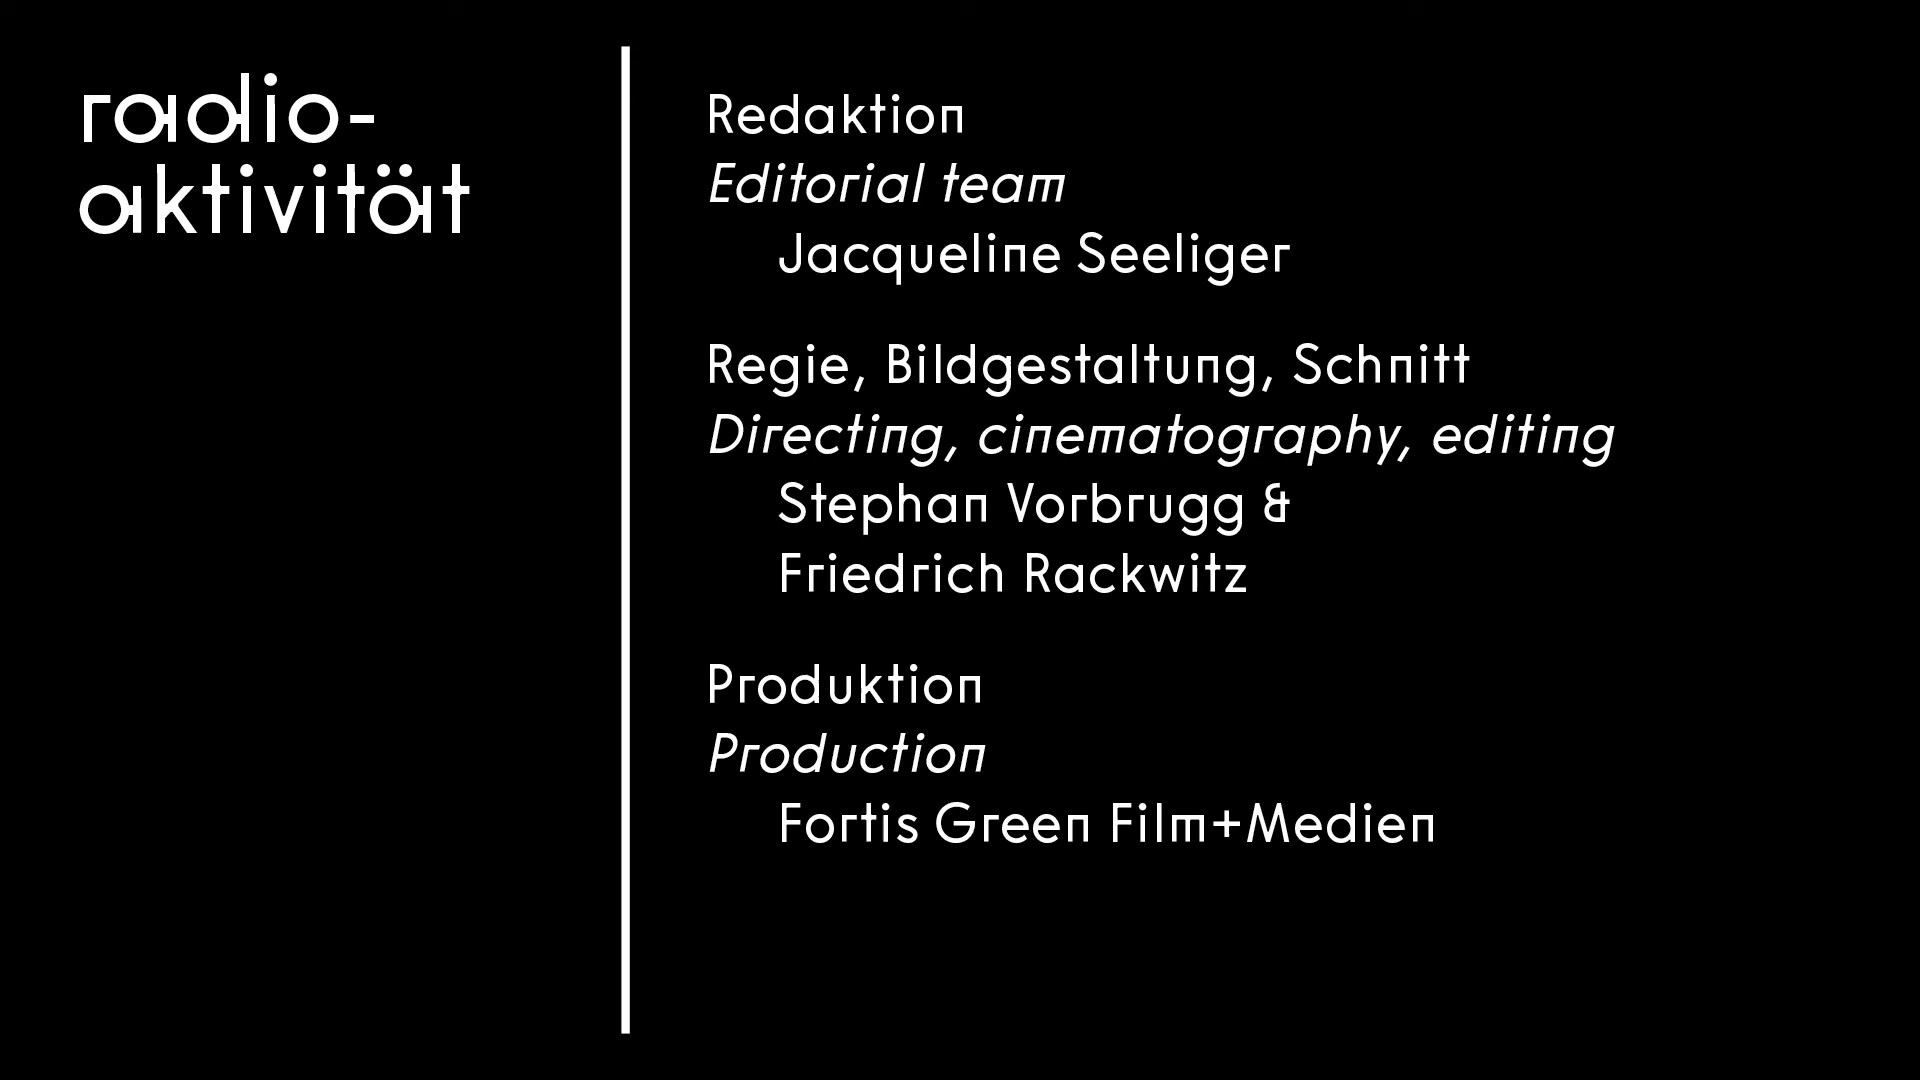 radio-
aktivität
Redaktion
Editorial team
Jacqueline Seeliger
Regie, Bildgestaltung, Schnitt
Directing, cinematography, editing
Stephan Vorbrugg &
Friedrich Rackwitz
Produktion
Production
Fortis Green Film+Medien